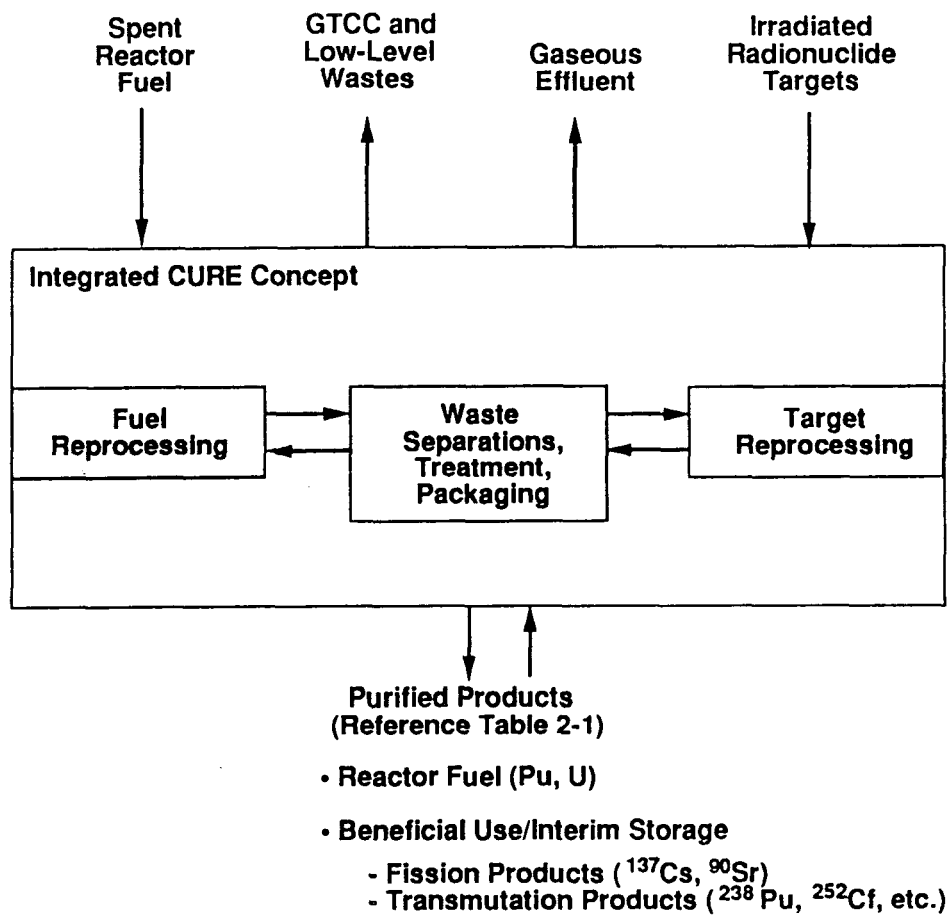 Spent
Reactor
Fuel
GTCC and
Low-Level
Wastes
Gaseous
Effluent
Irradiated
Radionuclide
Targets
Integrated CURE Concept
Fuel
Reprocessing
Waste
Separations,
Treatment,
Packaging
Target
Reprocessing
Purified Products
(Reference Table 2-1)
• Reactor Fuel (Pu, U)
• Beneficial Use/Interim Storage
- Fission Products (¹³⁷Cs, ⁹⁰Sr)
- Transmutation Products (²³⁸Pu, ²⁵²Cf, etc.)